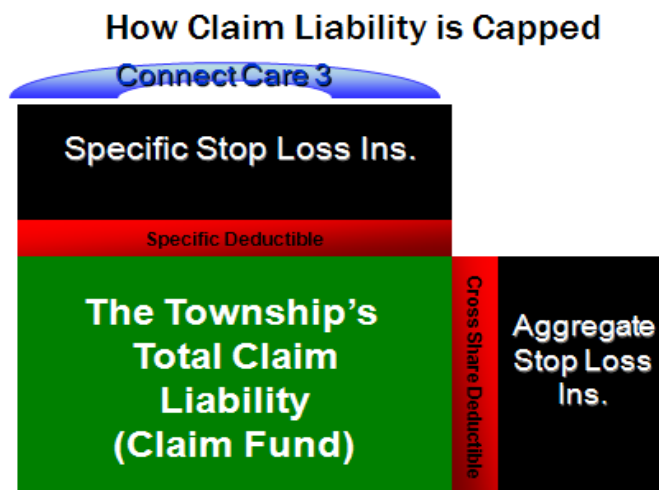 How Claim Liability is Capped
Connect Care 3
Specific Stop Loss Ins.
Specific Deductible
The Township’s
Total Claim
Liability
(Claim Fund)
Cross Share Deductible
Aggregate
Stop Loss
Ins.